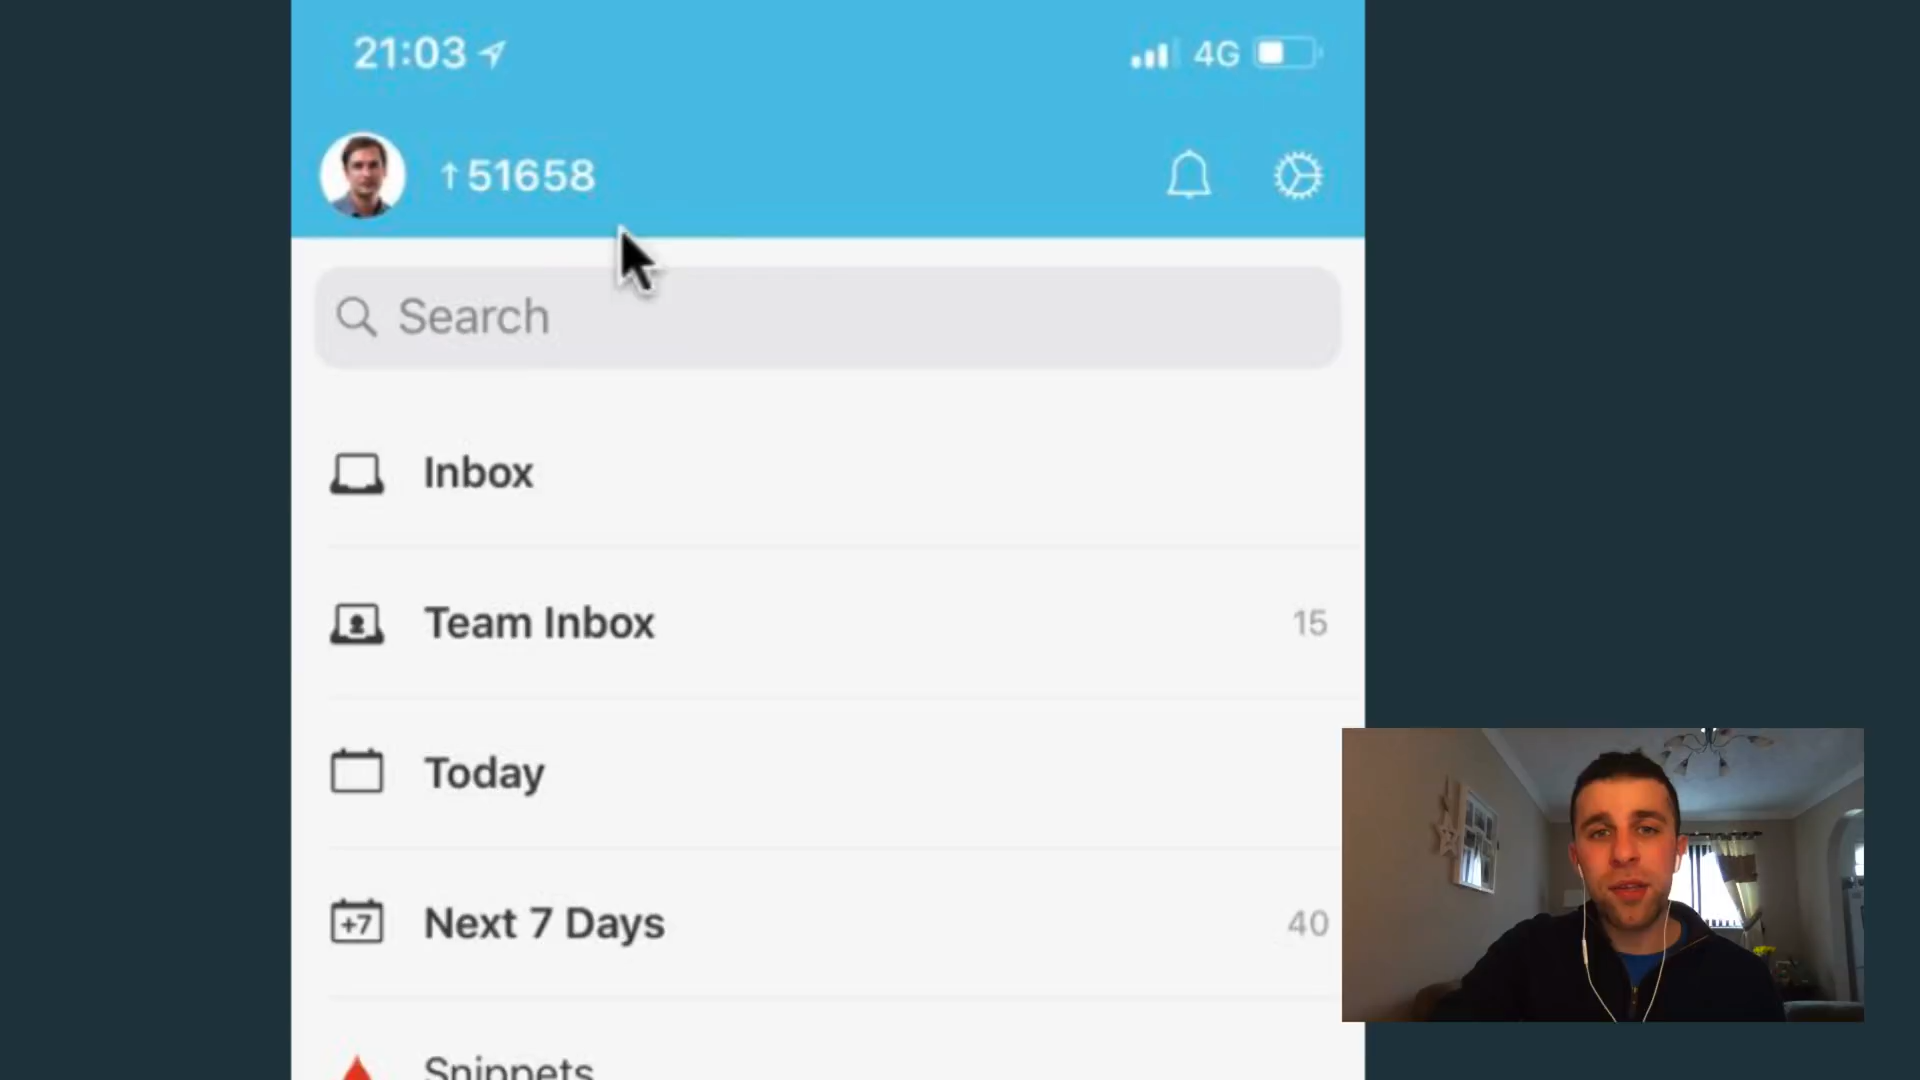 21:03 4G
↑51658
Search
Inbox
Team Inbox 15
Today
+7 Next 7 Days 40
Snippets